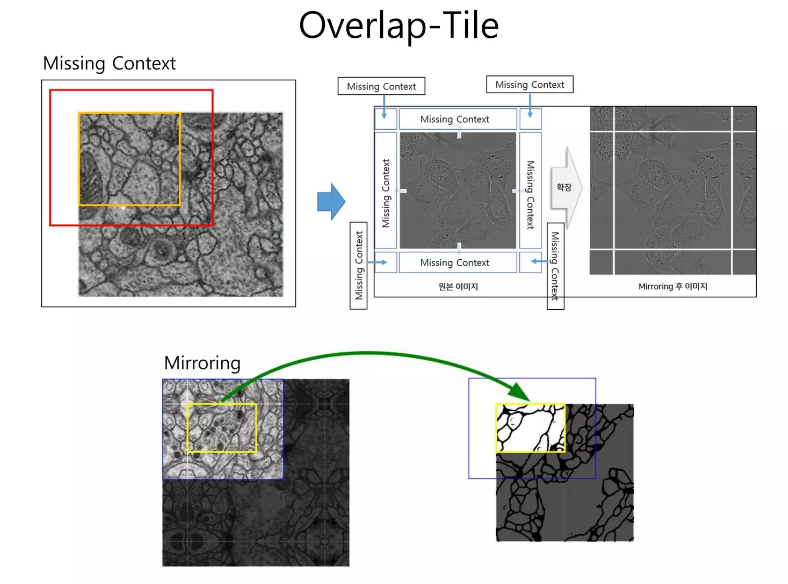 Overlap-Tile
Missing Context
Missing Context
Missing Context
Missing Context
Missing Context
Missing Context
확장
Missing Context
Missing Context
Missing Context
원본 이미지
Mirroring 후 이미지
Mirroring